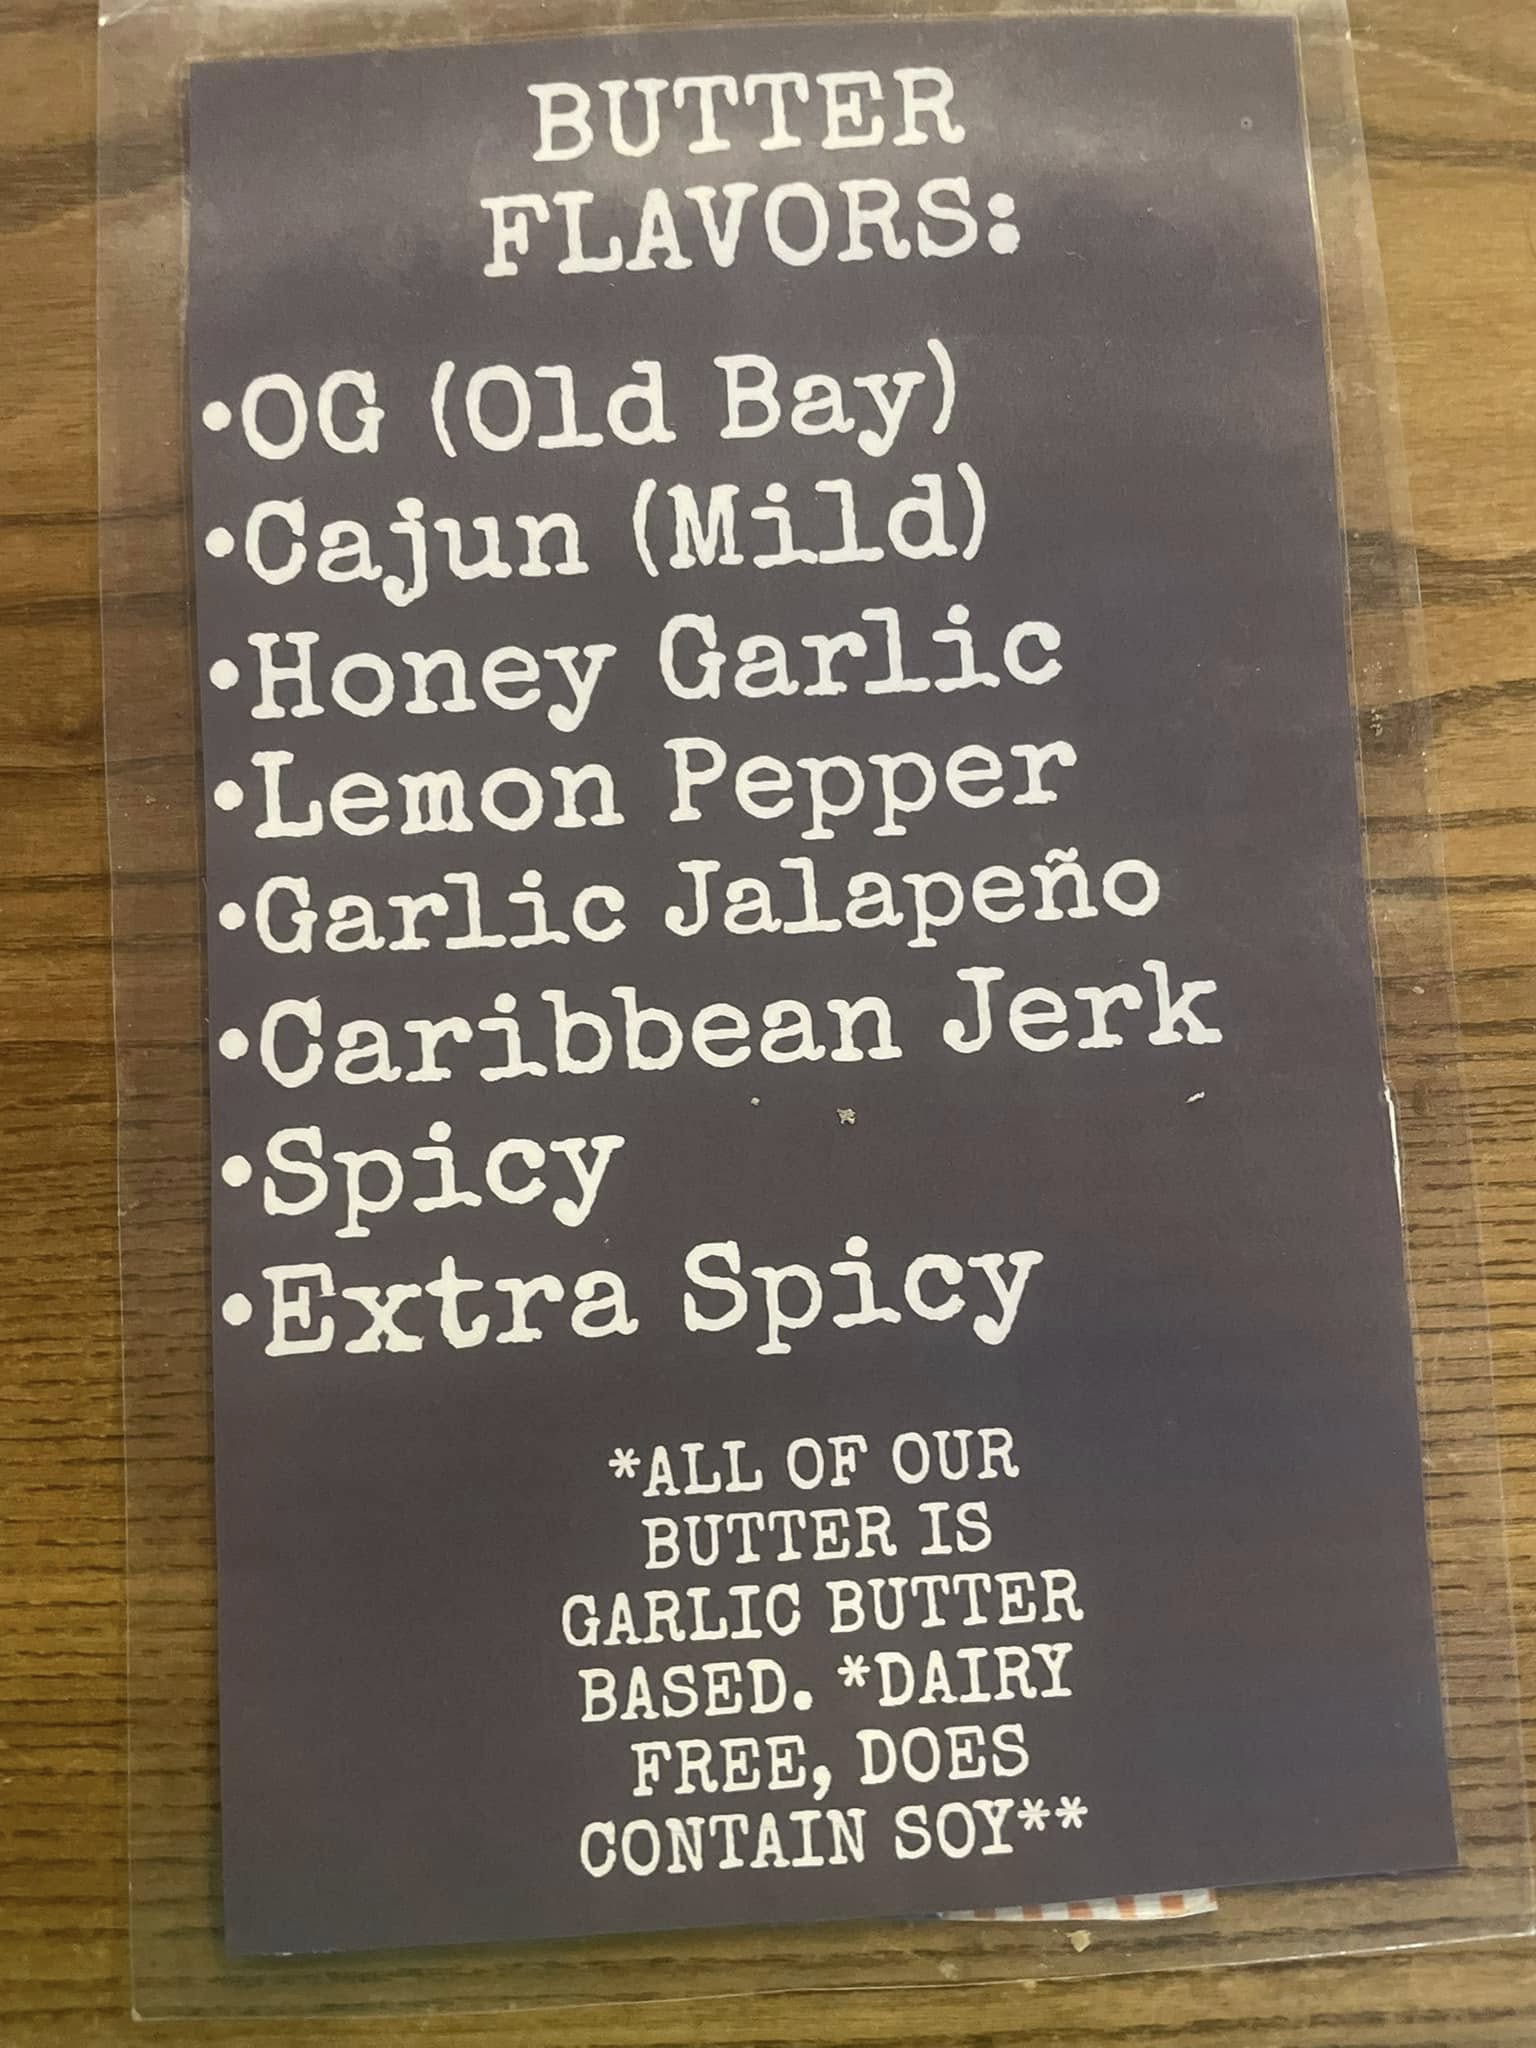 BUTTER
FLAVORS:
•OG (Old Bay)
•Cajun (Mild)
•Honey Garlic
•Lemon Pepper
•Garlic Jalapeño
•Caribbean Jerk
•Spicy
•Extra Spicy
*ALL OF OUR
BUTTER IS
GARLIC BUTTER
BASED. *DAIRY
FREE, DOES
CONTAIN SOY**